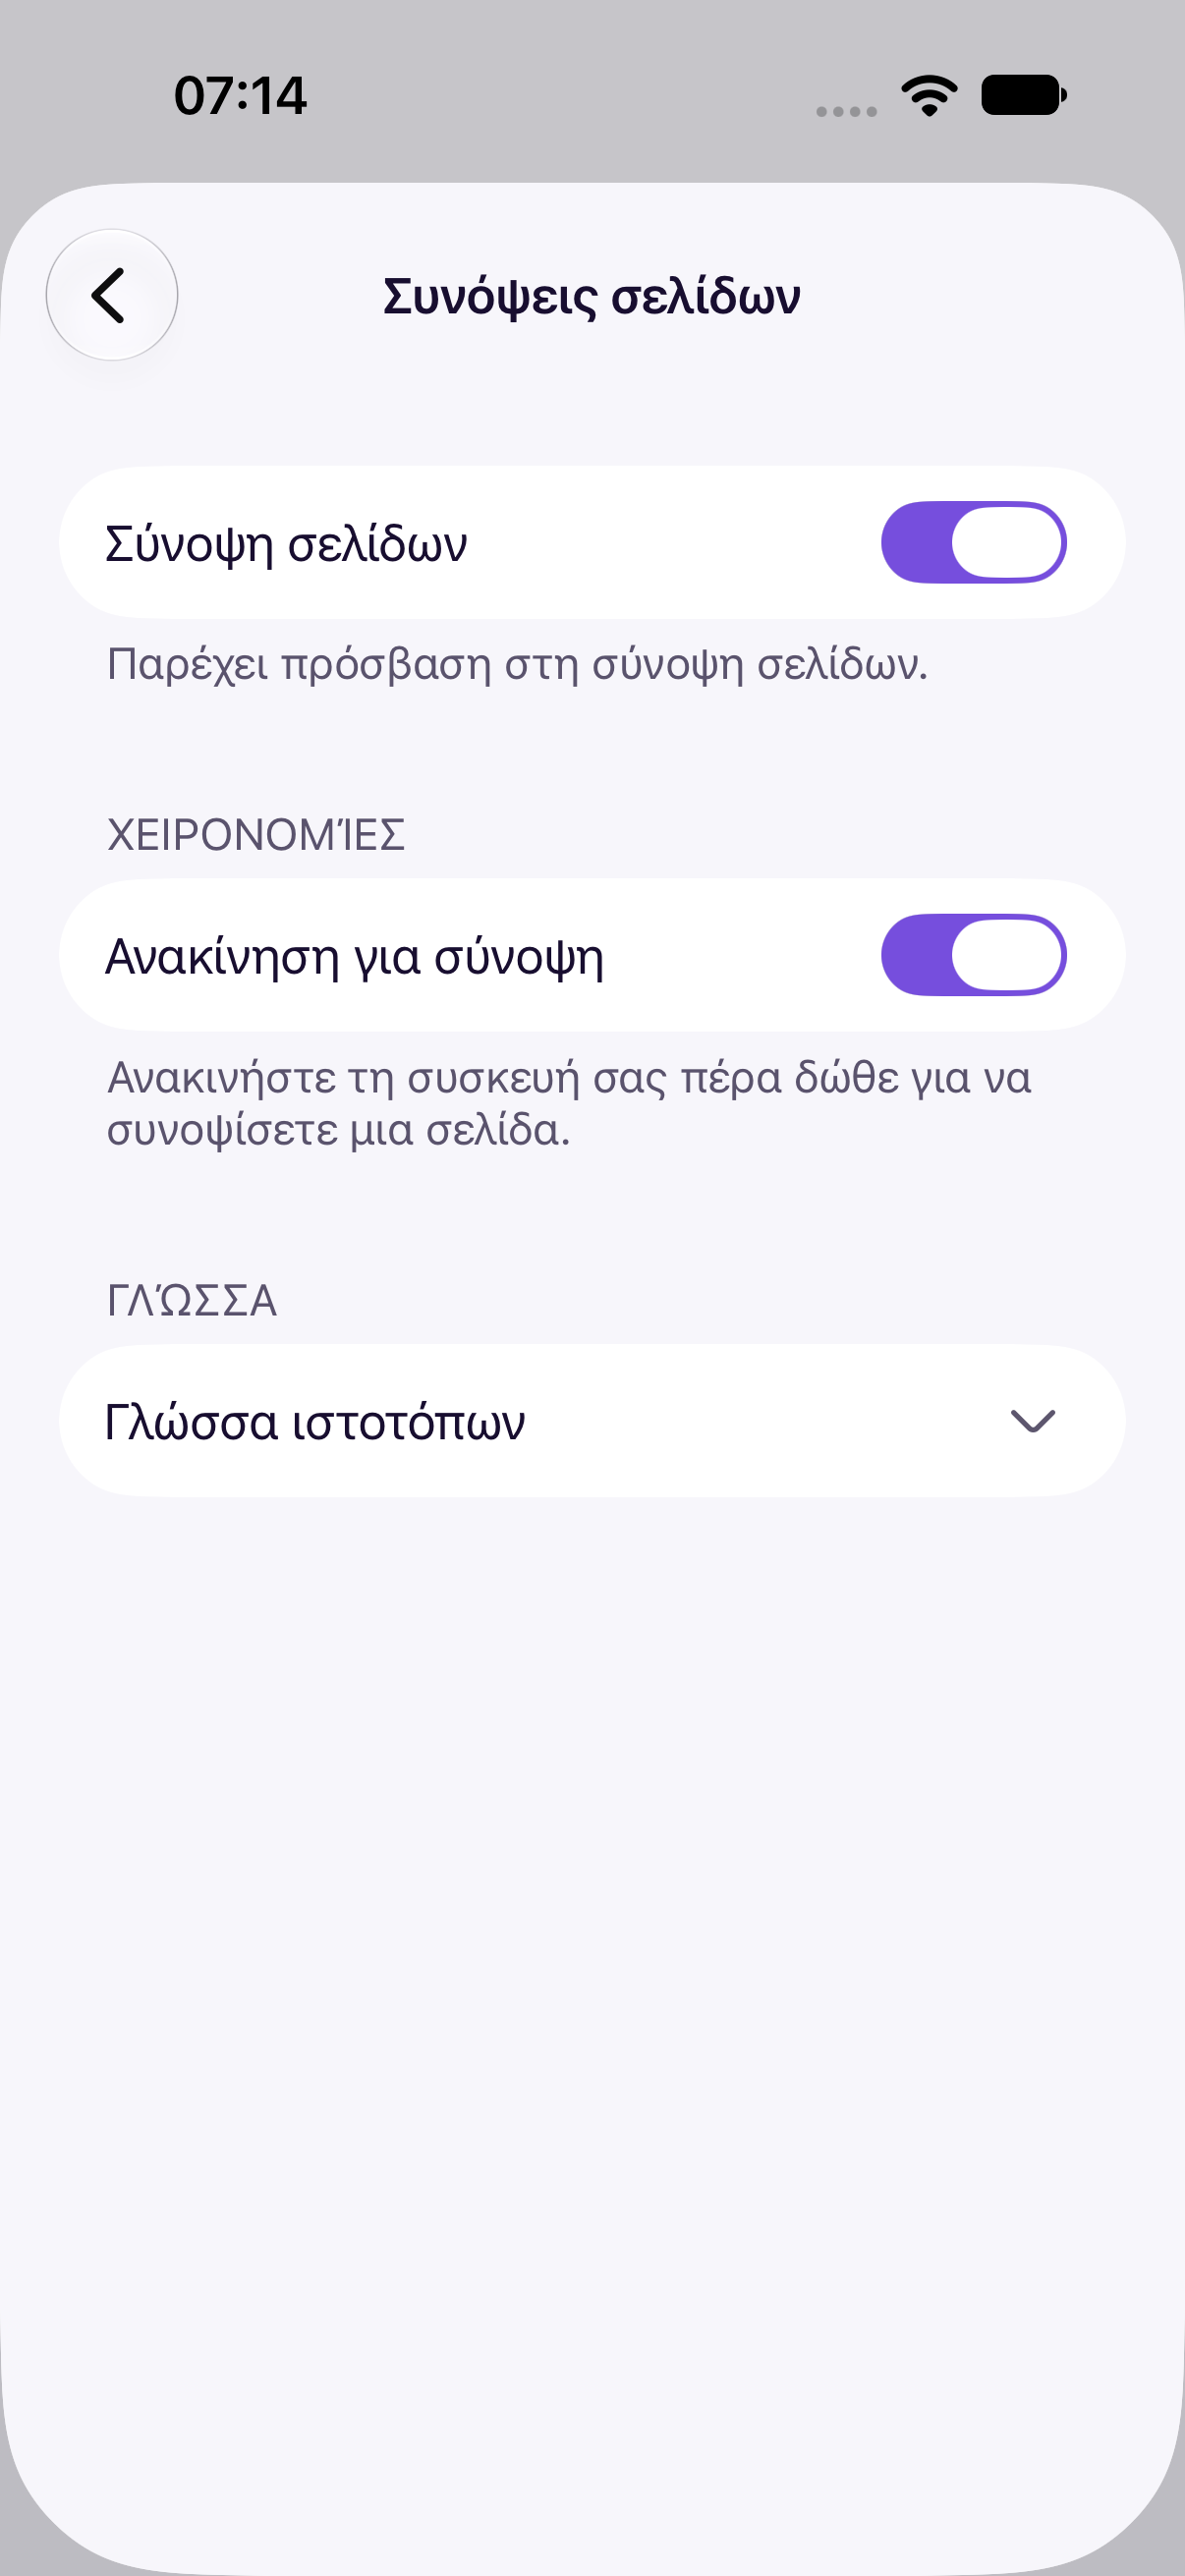 07:14
Συνόψεις σελίδων
Σύνοψη σελίδων
Παρέχει πρόσβαση στη σύνοψη σελίδων.
ΧΕΙΡΟΝΟΜΊΕΣ
Ανακίνηση για σύνοψη
Ανακινήστε τη συσκευή σας πέρα δώθε για να
συνοψίσετε μια σελίδα.
ΓΛΏΣΣΑ
Γλώσσα ιστοτόπων